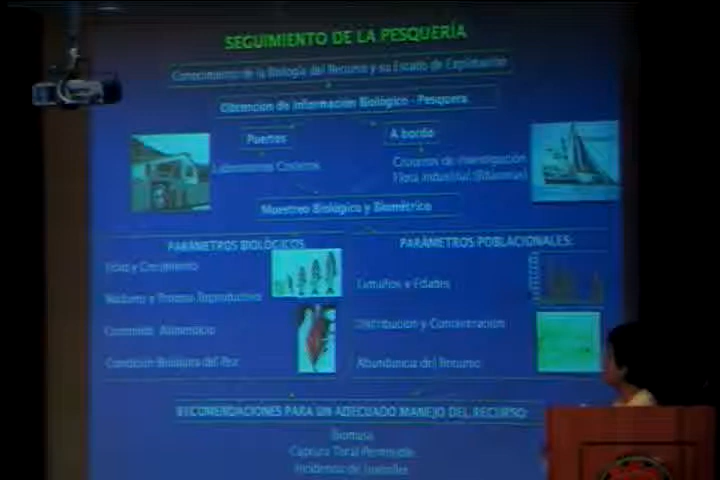 SEGUIMIENTO DE LA PESQUERÍA
Conocimiento de la Biología del Recurso y su Estado de Explotación
Obtención de Información Biológico - Pesquera
Puertos
A bordo
Laboratorios Costeros
Cruceros de Investigación
Flota Industrial (Bitácoras)
Muestreo Biológico y Biométrico
PARÁMETROS BIOLÓGICOS
PARÁMETROS POBLACIONALES:
Edad y Crecimiento
Madurez y Proceso Reproductivo
Tamaños y Edades
Contenido Alimenticio
Distribución y Concentración
Condición Biológica del Pez
Abundancia del Recurso
RECOMENDACIONES PARA UN ADECUADO MANEJO DEL RECURSO
Biomasa
Captura Total Permisible
Incidencia de Juveniles